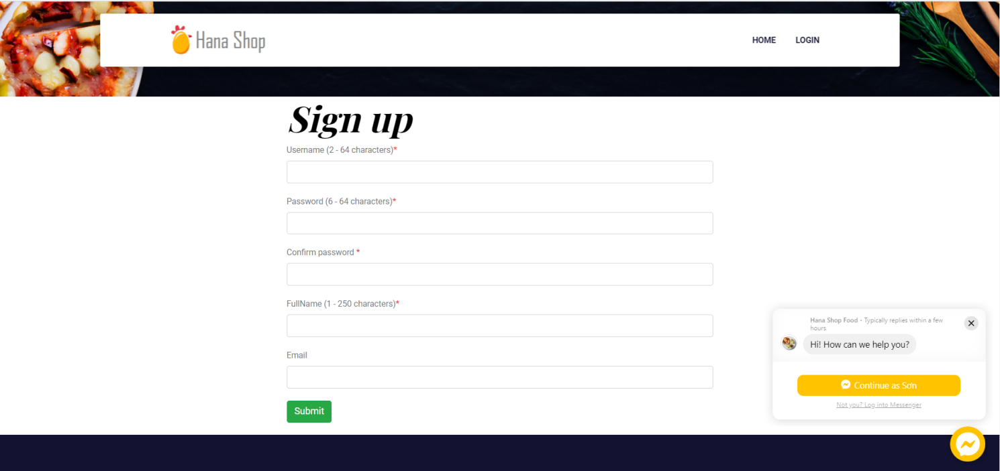 Hana Shop
HOME
LOGIN
Sign up
Username (2 - 64 characters)*
Password (6 - 64 characters)*
Confirm password *
FullName (1 - 250 characters)*
Email
Submit
Hana Shop Food • Typically replies within a few
hours
Hi! How can we help you?
Continue as Sơn
Not you? Log into Messenger